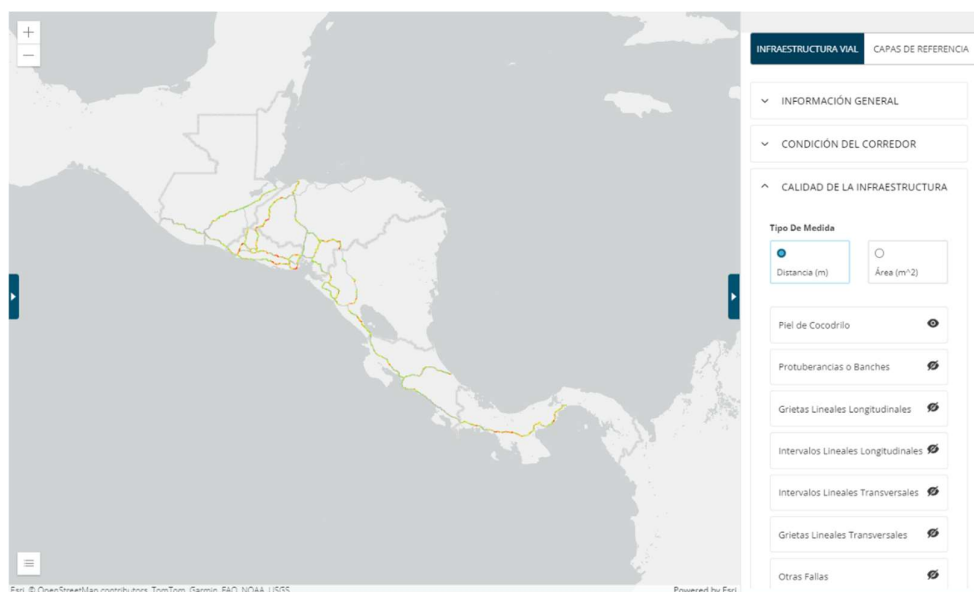 +
−
INFRAESTRUCTURA VIAL
CAPAS DE REFERENCIA
INFORMACIÓN GENERAL
CONDICIÓN DEL CORREDOR
CALIDAD DE LA INFRAESTRUCTURA
Tipo De Medida
Distancia (m)
Área (m^2)
Piel de Cocodrilo
Protuberancias o Banches
Grietas Lineales Longitudinales
Intervalos Lineales Longitudinales
Intervalos Lineales Transversales
Grietas Lineales Transversales
Otras Fallas
Esri, © OpenStreetMap contributors, TomTom, Garmin, FAO, NOAA, USGS
Powered by Esri